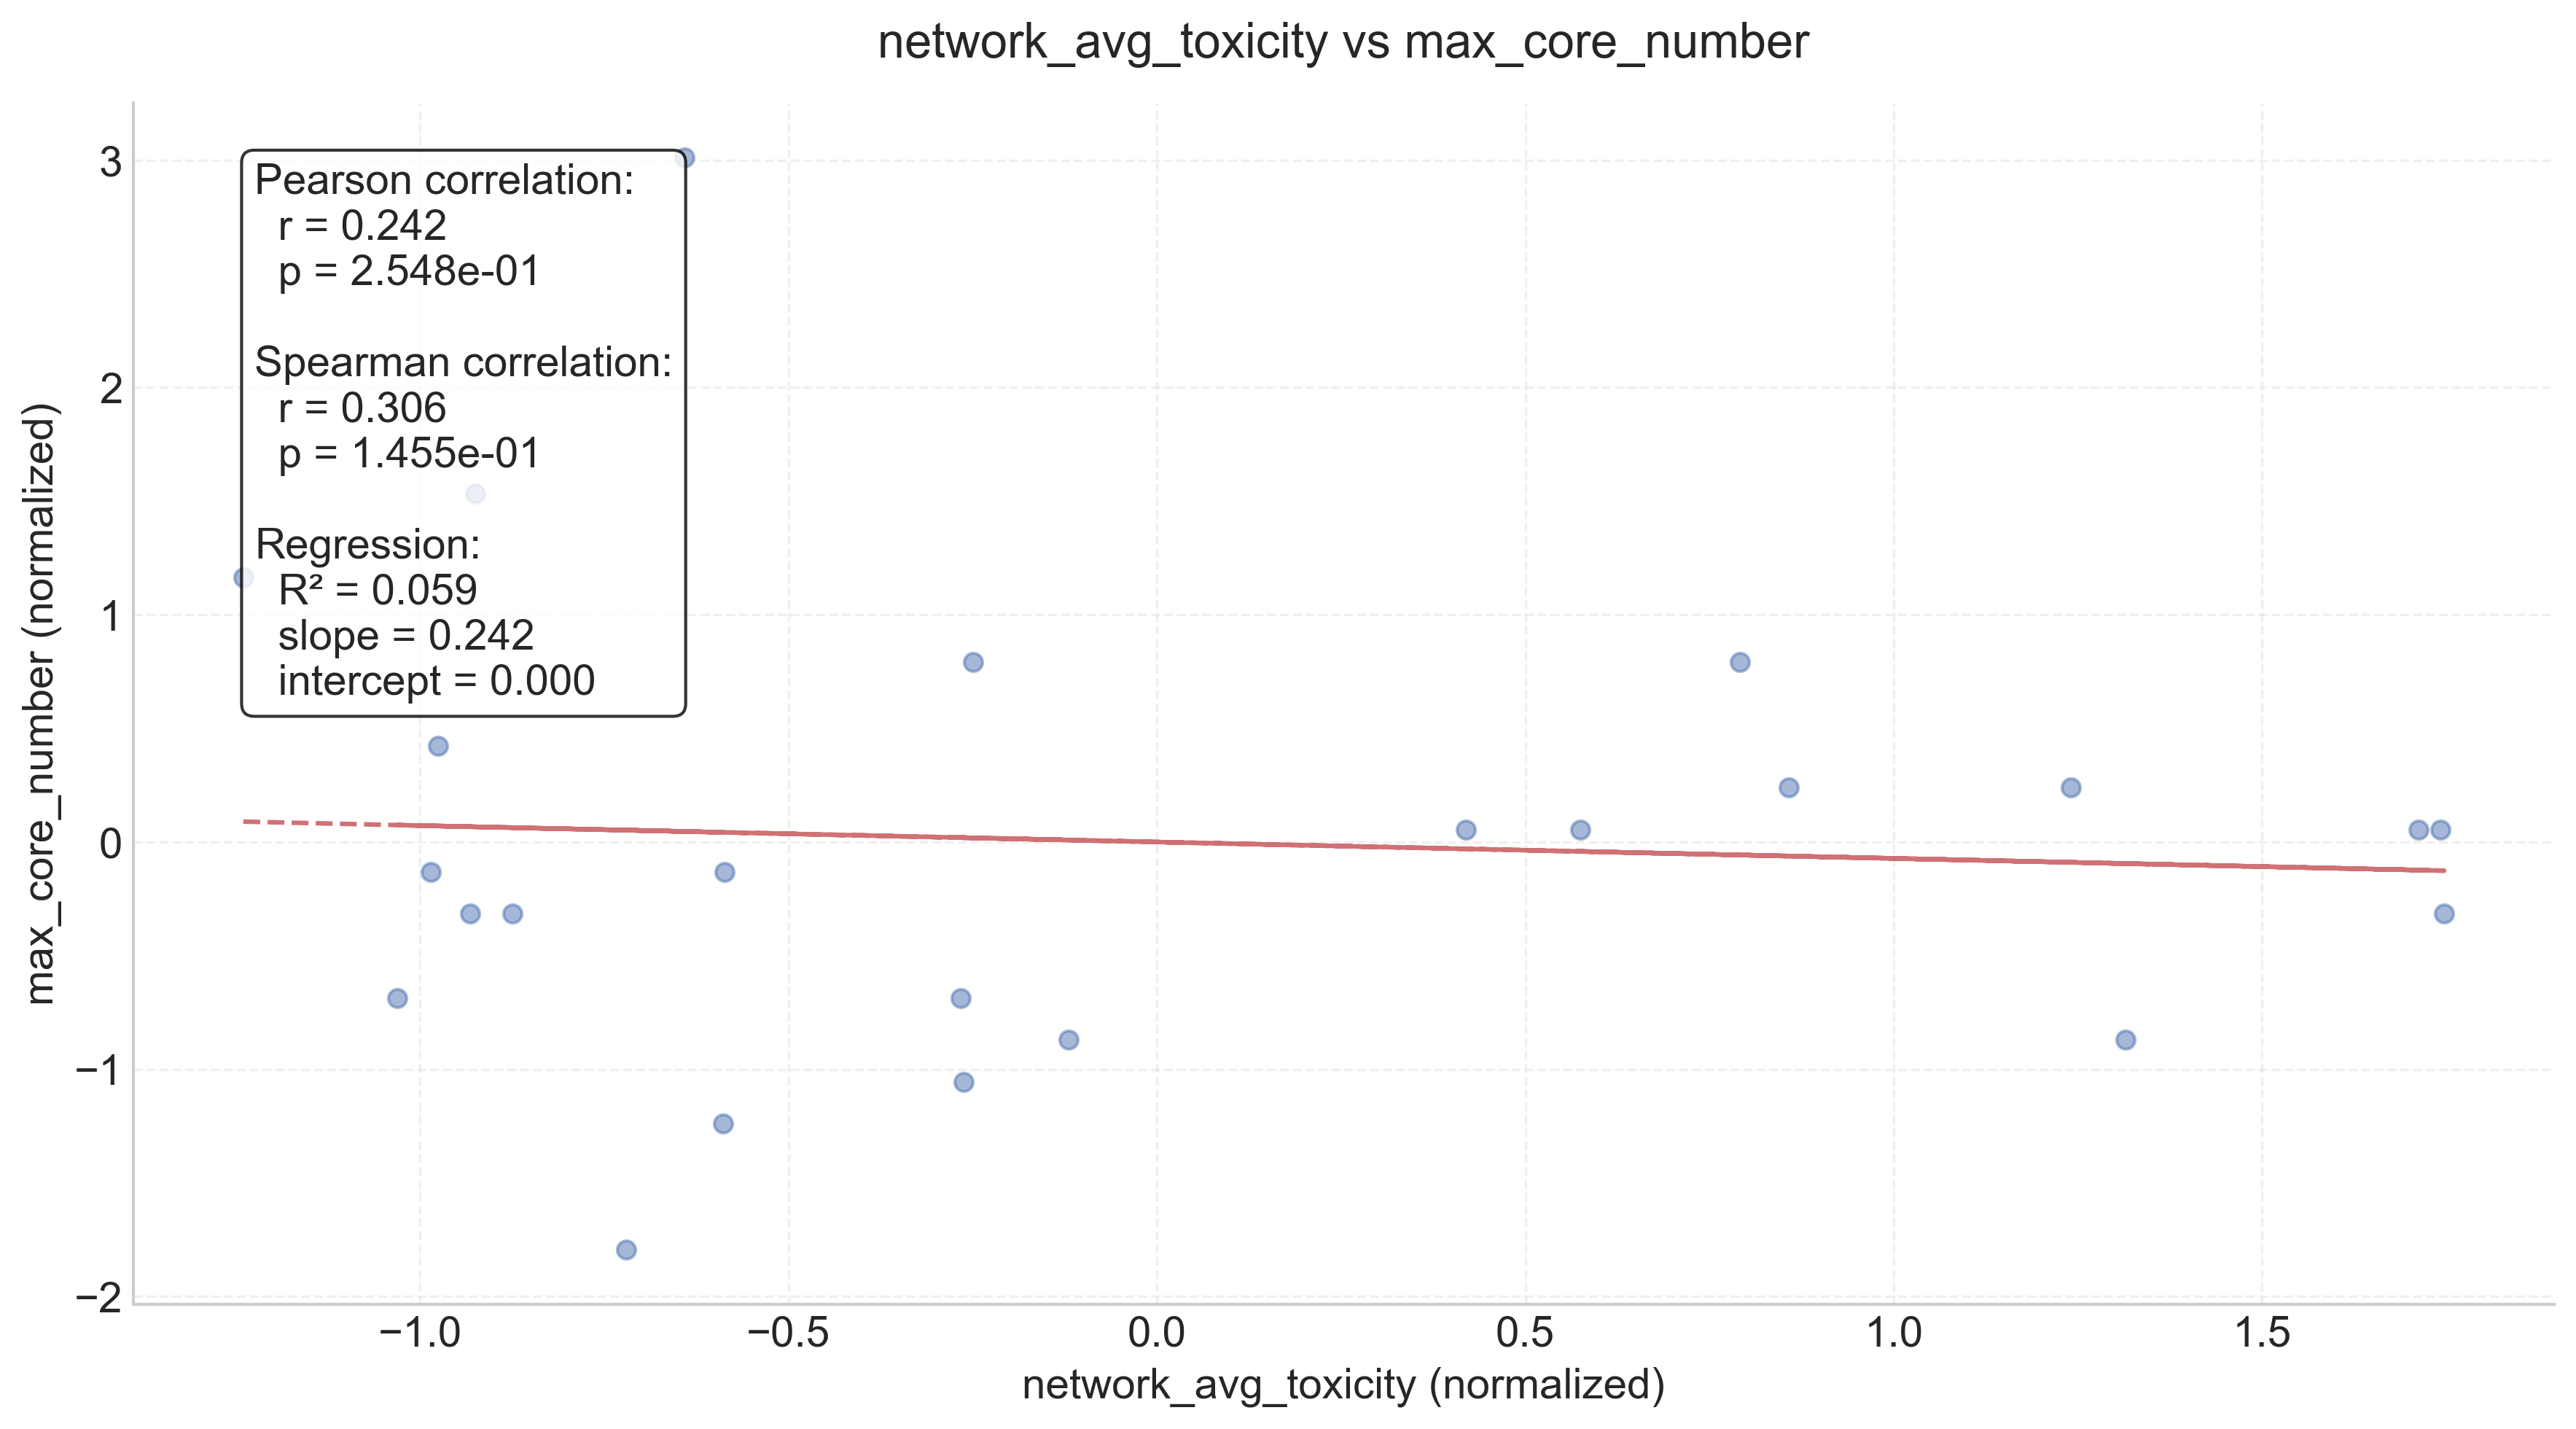 network_avg_toxicity vs max_core_number
max_core_number (normalized)
3
2
1
0
−1
−2
Pearson correlation:
r = 0.242
p = 2.548e-01
Spearman correlation:
r = 0.306
p = 1.455e-01
Regression:
R² = 0.059
slope = 0.242
intercept = 0.000
−1.0 −0.5 0.0 0.5 1.0 1.5
network_avg_toxicity (normalized)